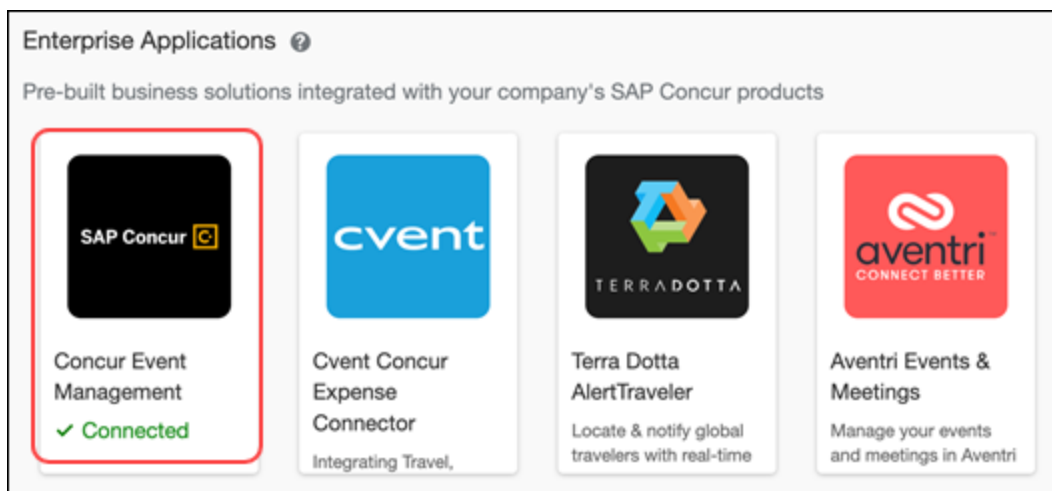 Enterprise Applications ?
Pre-built business solutions integrated with your company's SAP Concur products
SAP Concur C
Concur Event
Management
✓ Connected
cvent
Cvent Concur
Expense
Connector
Integrating Travel,
TERRADOTTA
Terra Dotta
AlertTraveler
Locate & notify global
travelers with real-time
aventri™
CONNECT BETTER
Aventri Events &
Meetings
Manage your events
and meetings in Aventri